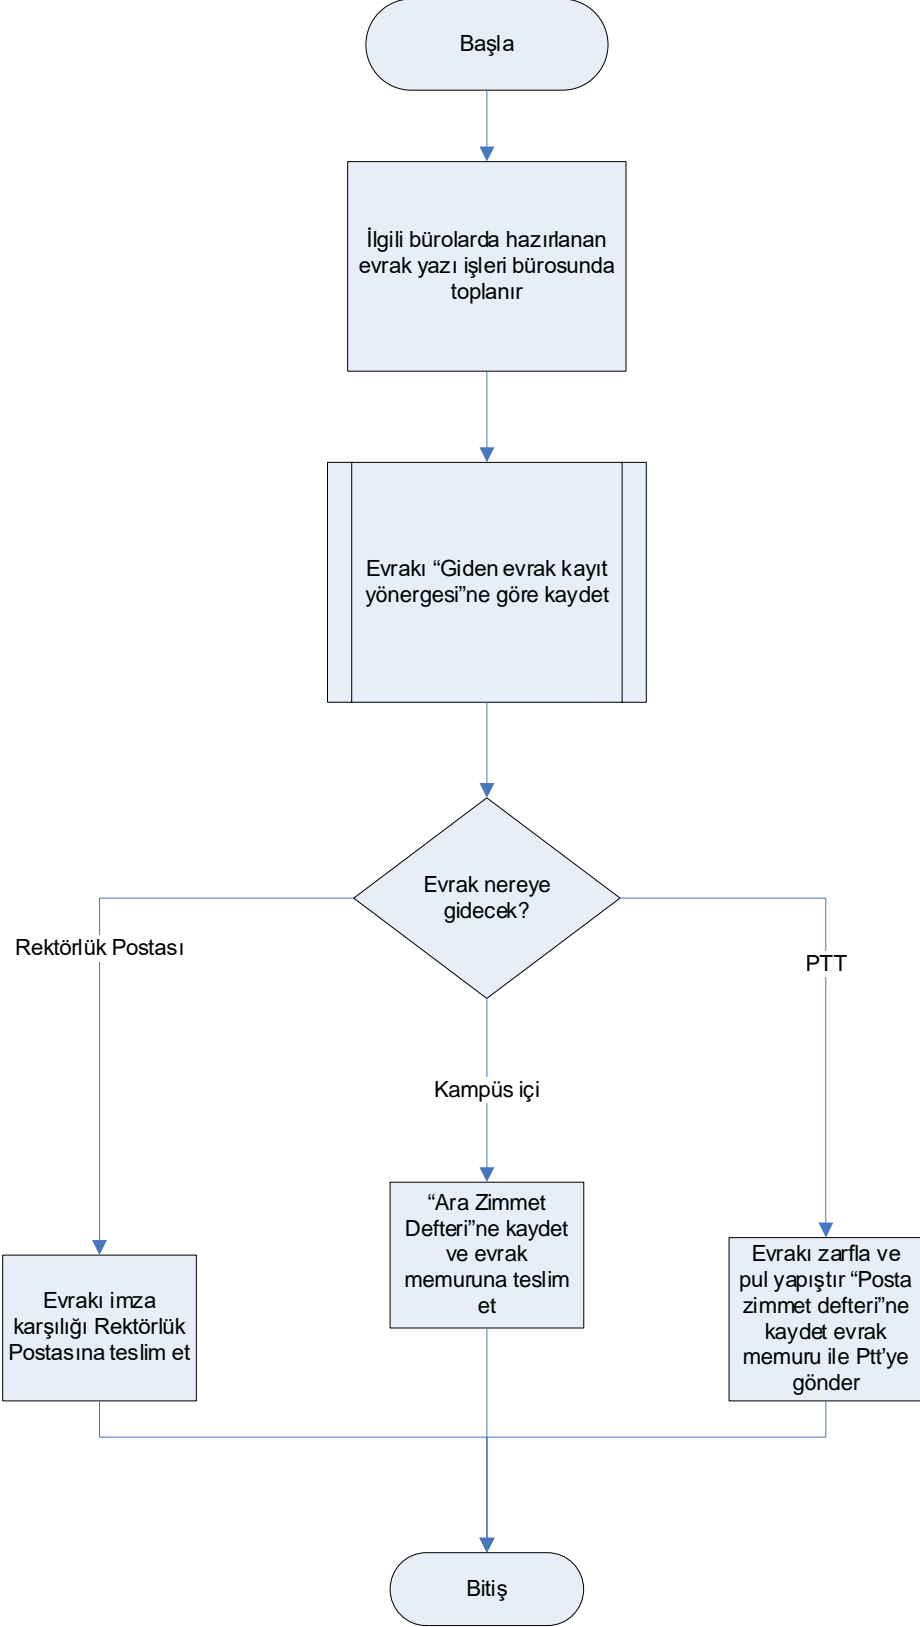 Başla
İlgili bürolarda hazırlanan
evrak yazı işleri bürosunda
toplanır
Evrakı “Giden evrak kayıt
yönergesi”ne göre kaydet
Evrak nereye
gidecek?
Rektörlük Postası
PTT
Kampüs içi
“Ara Zimmet
Defteri”ne kaydet
ve evrak
memuruna teslim
et
Evrakı imza
karşılığı Rektörlük
Postasına teslim et
Evrakı zarfla ve
pul yapıştır “Posta
zimmet defteri”ne
kaydet evrak
memuru ile Ptt’ye
gönder
Bitiş